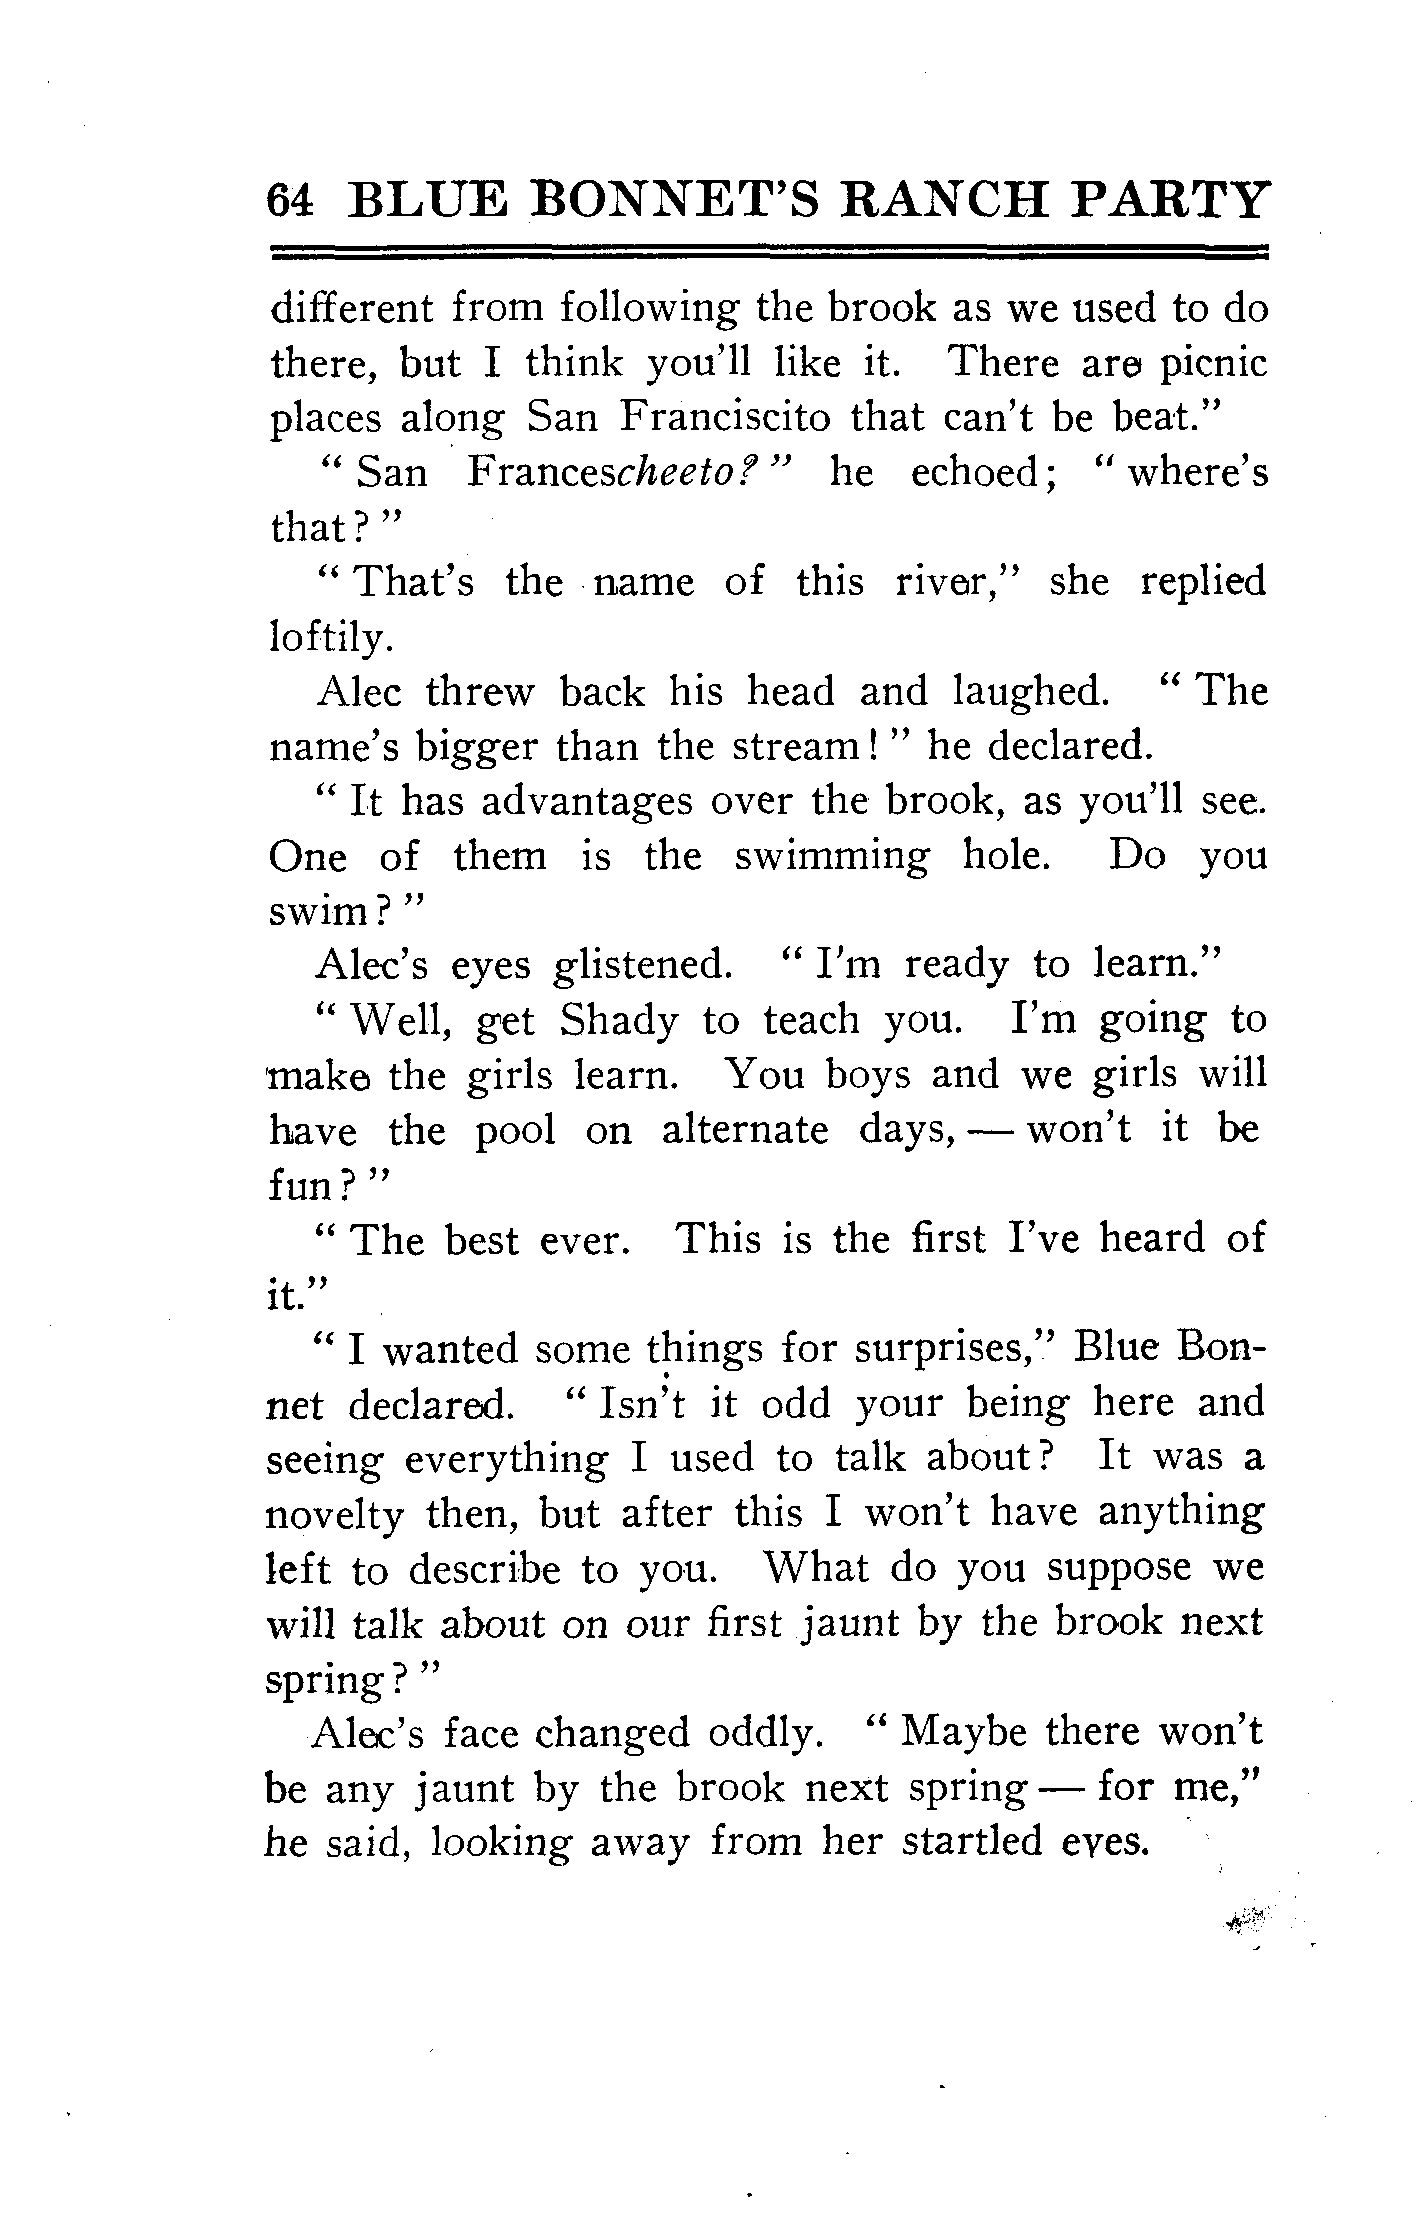 64 BLUE BONNET'S RANCH PARTY
different from following the brook as we used to do
there, but I think you'll like it. There are picnic
places along San Franciscito that can't be beat."
" San Francescheeto? " he echoed; " where's
that? "
" That's the name of this river," she replied
loftily.
Alec threw back his head and laughed. " The
name's bigger than the stream! " he declared.
" It has advantages over the brook, as you'll see.
One of them is the swimming hole. Do you
swim? "
Alec's eyes glistened. " I'm ready to learn."
" Well, get Shady to teach you. I'm going to
make the girls learn. You boys and we girls will
have the pool on alternate days, — won't it be
fun? "
" The best ever. This is the first I've heard of
it."
" I wanted some things for surprises," Blue Bon-
net declared. " Isn't it odd your being here and
seeing everything I used to talk about? It was a
novelty then, but after this I won't have anything
left to describe to you. What do you suppose we
will talk about on our first jaunt by the brook next
spring? "
Alec's face changed oddly. " Maybe there won't
be any jaunt by the brook next spring — for me,"
he said, looking away from her startled eyes.